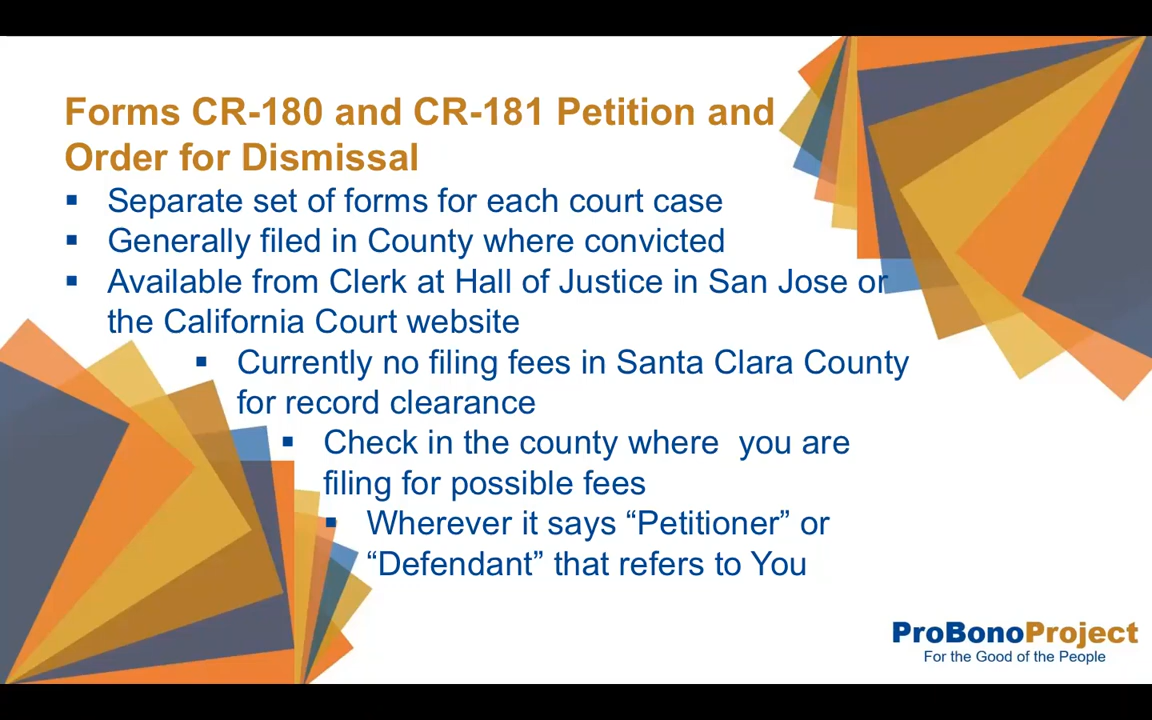 Forms CR-180 and CR-181 Petition and
Order for Dismissal
▪ Separate set of forms for each court case
▪ Generally filed in County where convicted
▪ Available from Clerk at Hall of Justice in San Jose or
the California Court website
▪ Currently no filing fees in Santa Clara County
for record clearance
▪ Check in the county where  you are
filing for possible fees
▪ Wherever it says “Petitioner” or
“Defendant” that refers to You
ProBonoProject
For the Good of the People